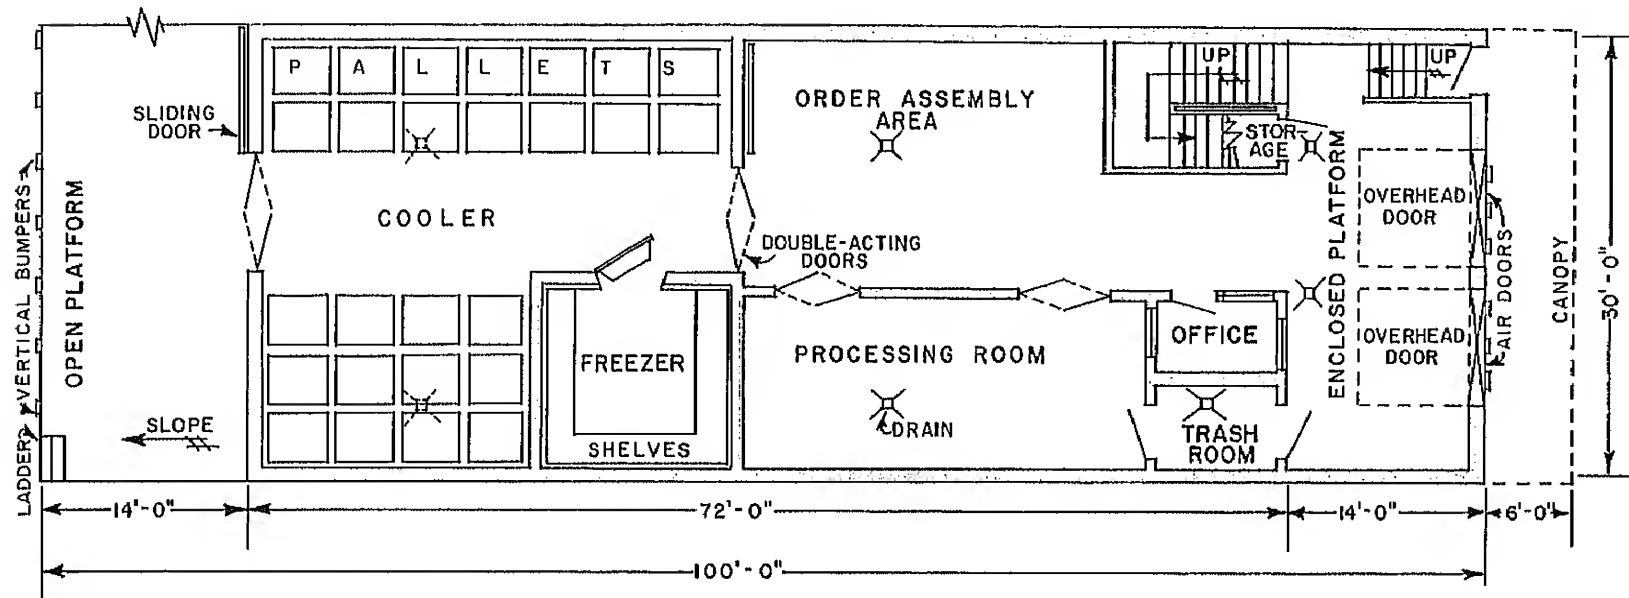 PALLETS
UP
UP
SLIDING
DOOR
ORDER ASSEMBLY
AREA
STOR-
AGE
OPEN PLATFORM
VERTICAL BUMPERS
LADDER
COOLER
DOUBLE-ACTING
DOORS
ENCLOSED PLATFORM
OVERHEAD
DOOR
OVERHEAD
DOOR
AIR DOORS
CANOPY
30'-0"
FREEZER
SHELVES
PROCESSING ROOM
OFFICE
SLOPE
DRAIN
TRASH
ROOM
14'-0"
72'-0"
14'-0"
6'-0"
100'-0"